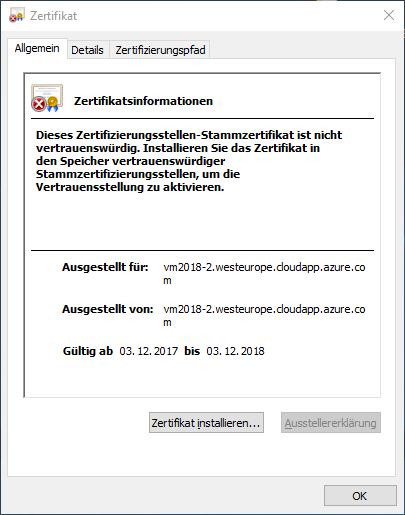 Zertifikat
Allgemein Details Zertifizierungspfad
Zertifikatsinformationen
Dieses Zertifizierungsstellen-Stammzertifikat ist nicht
vertrauenswürdig. Installieren Sie das Zertifikat in
den Speicher vertrauenswürdiger
Stammzertifizierungsstellen, um die
Vertrauensstellung zu aktivieren.
Ausgestellt für: vm2018-2.westeurope.cloudapp.azure.co
m
Ausgestellt von: vm2018-2.westeurope.cloudapp.azure.co
m
Gültig ab 03.12.2017 bis 03.12.2018
Zertifikat installieren... Ausstellererklärung
OK